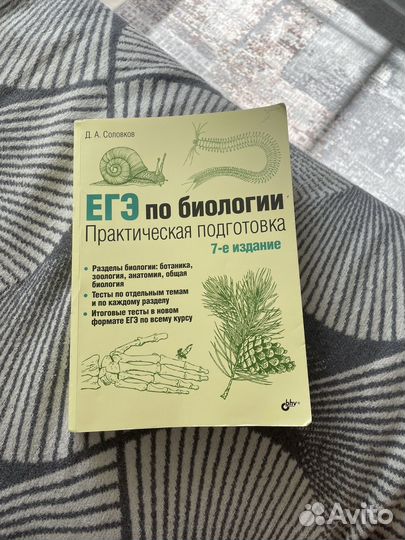 Д. А. Соловков
ЕГЭ по биологии
Практическая подготовка
7-е издание
• Разделы биологии: ботаника,
зоология, анатомия, общая
биология
• Тесты по отдельным темам
и по каждому разделу
• Итоговые тесты в новом
формате ЕГЭ по всему курсу
bhv
Avito